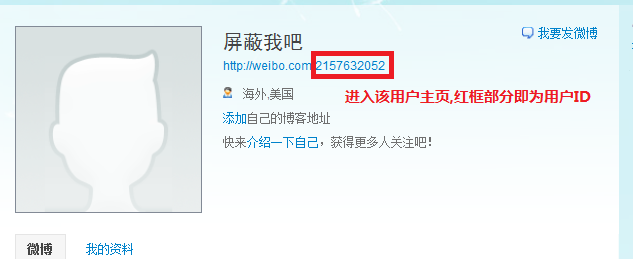 屏蔽我吧
我要发微博
http://weibo.com/2157632052
海外,美国
进入该用户主页,红框部分即为用户ID
添加自己的博客地址
快来介绍一下自己，获得更多人关注吧！
微博
我的资料